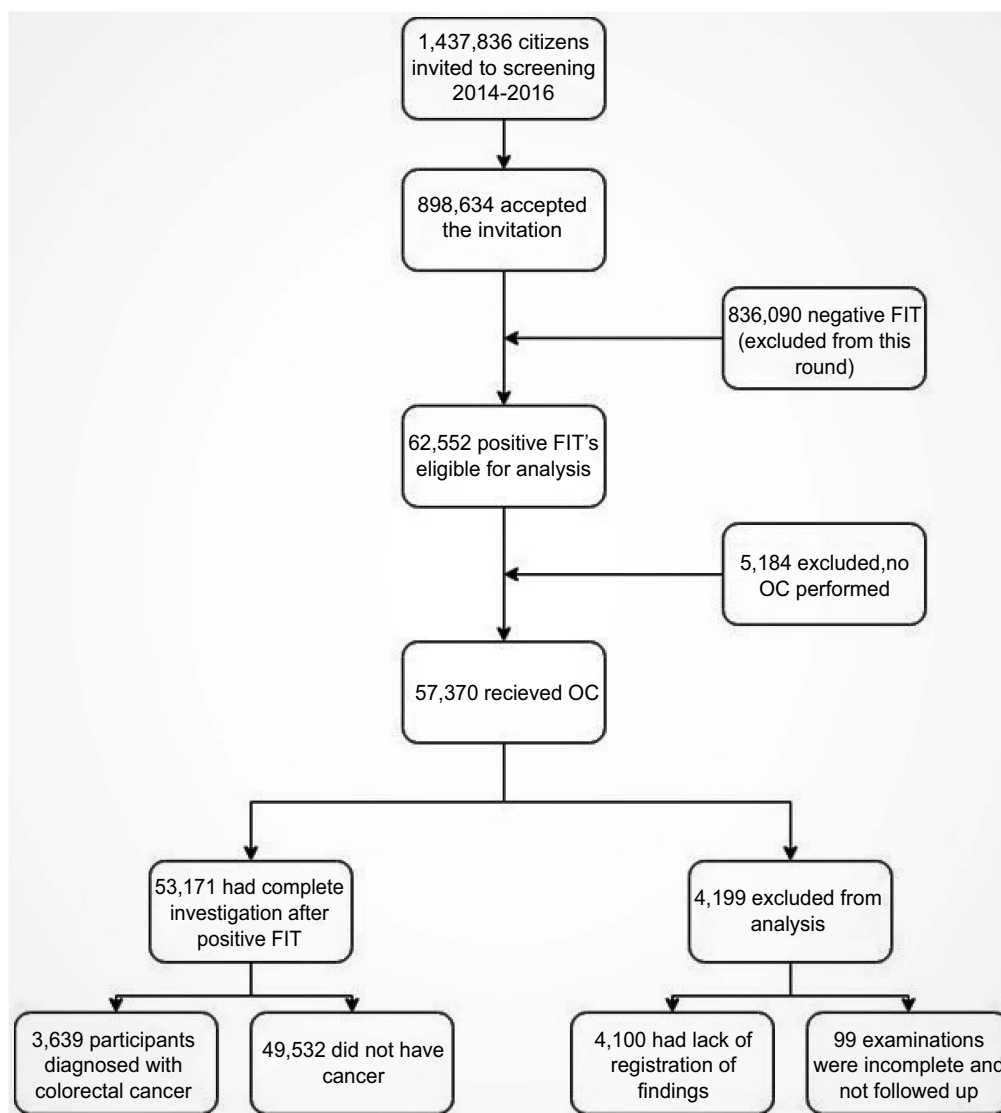 1,437,836 citizens
invited to screening
2014-2016
898,634 accepted
the invitation
836,090 negative FIT
(excluded from this
round)
62,552 positive FIT's
eligible for analysis
5,184 excluded,no
OC performed
57,370 recieved OC
53,171 had complete
investigation after
positive FIT
4,199 excluded from
analysis
3,639 participants
diagnosed with
colorectal cancer
49,532 did not have
cancer
4,100 had lack of
registration of
findings
99 examinations
were incomplete and
not followed up